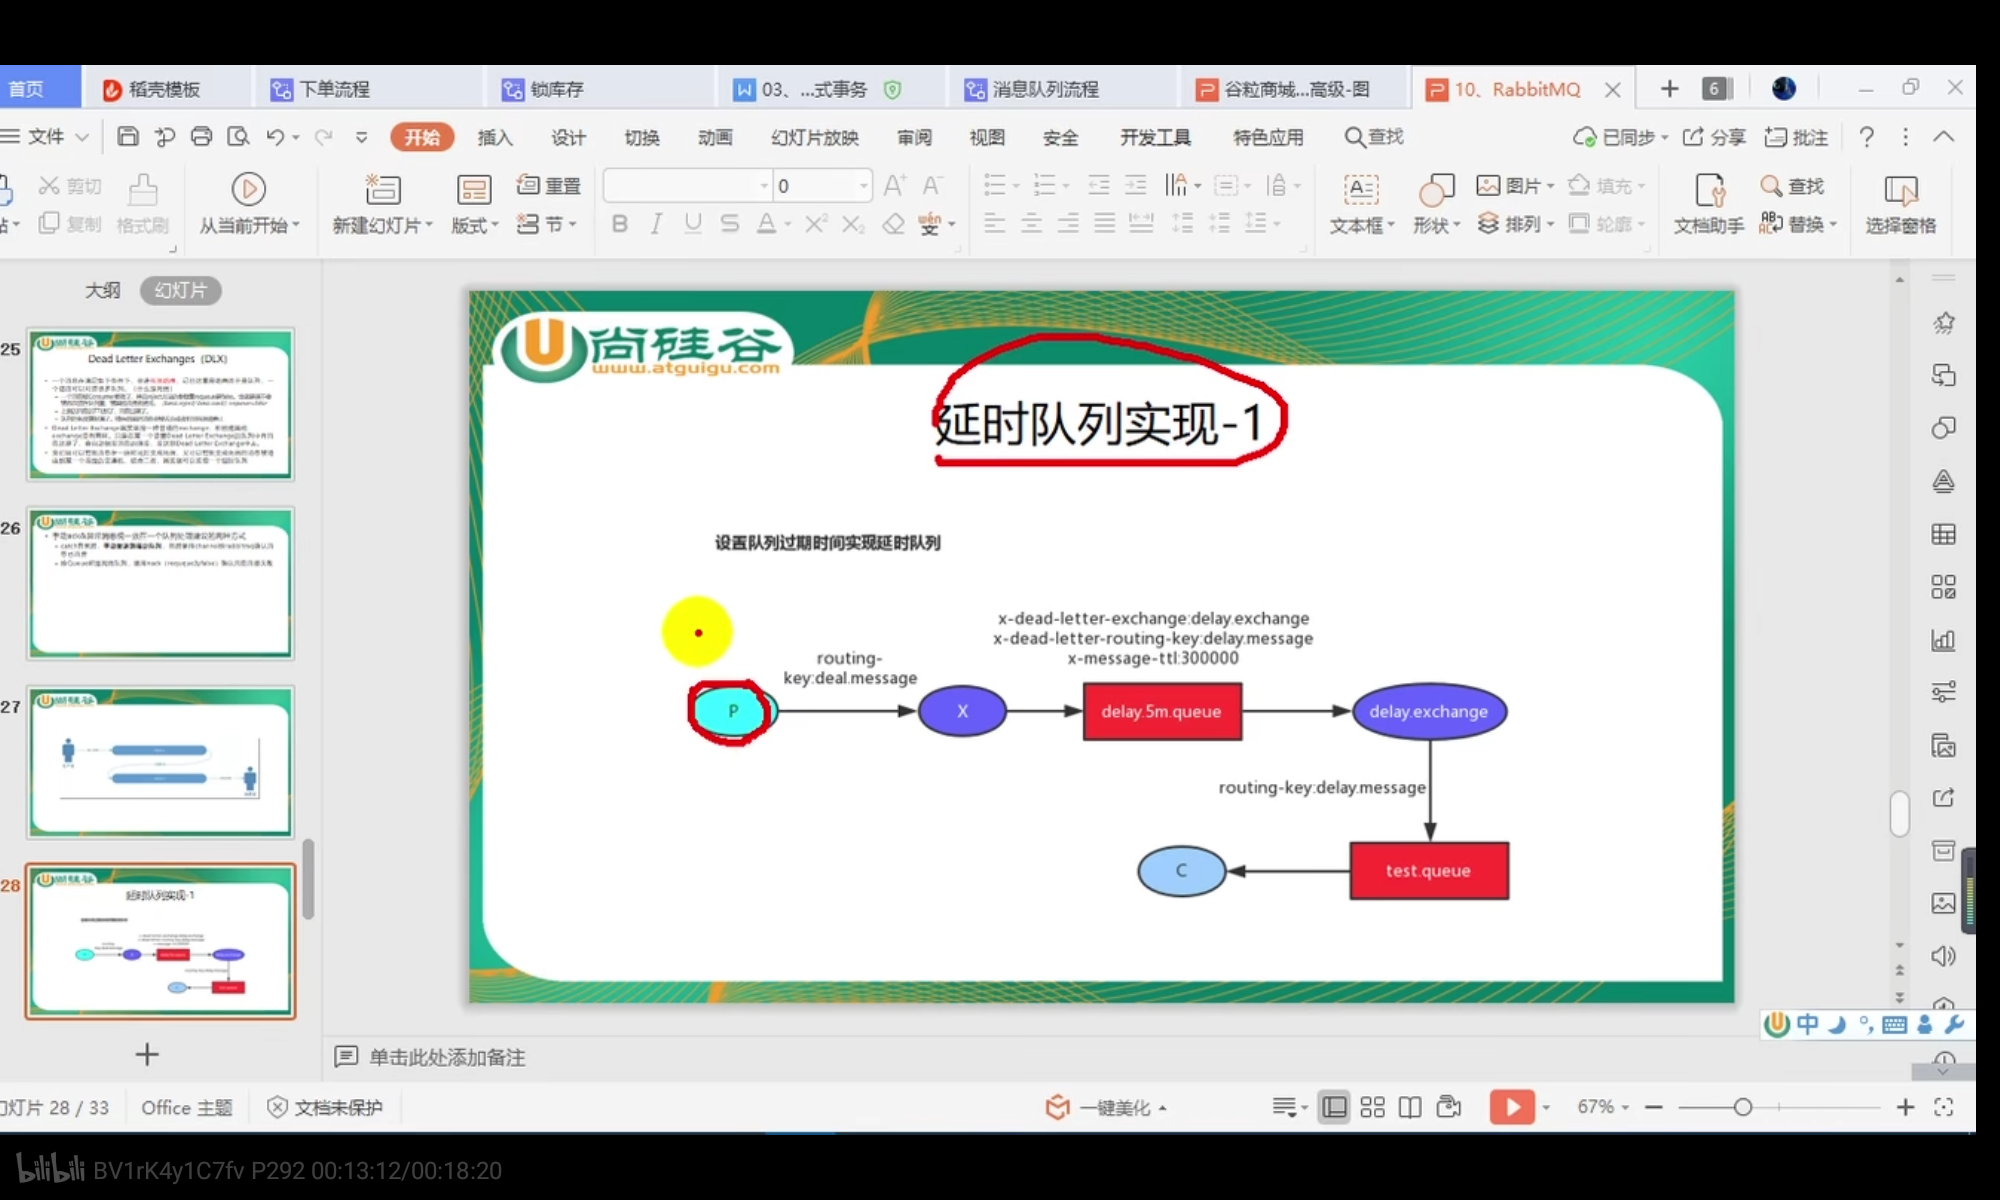 首页
稻壳模板
下单流程
锁库存
03、...式事务
消息队列流程
谷粒商城...高级-图
10、RabbitMQ
6
文件
开始
插入
设计
切换
动画
幻灯片放映
审阅
视图
安全
开发工具
特色应用
查找
已同步
分享
批注
剪切
复制
格式刷
从当前开始
新建幻灯片
版式
重置
节
0
文本框
形状
图片
排列
填充
轮廓
文档助手
查找
替换
选择窗格
大纲
幻灯片
25
Dead Letter Exchanges (DLX)
26
27
28
延时队列实现-1
尚硅谷
www.atguigu.com
延时队列实现-1
设置队列过期时间实现延时队列
x-dead-letter-exchange:delay.exchange
x-dead-letter-routing-key:delay.message
x-message-ttl:300000
routing-
key:deal.message
P
X
delay.5m.queue
delay.exchange
routing-key:delay.message
C
test.queue
单击此处添加备注
中
灯片 28 / 33
Office 主题
文档未保护
一键美化
67%
bilibili BV1rK4y1C7fv P292 00:13:12/00:18:20